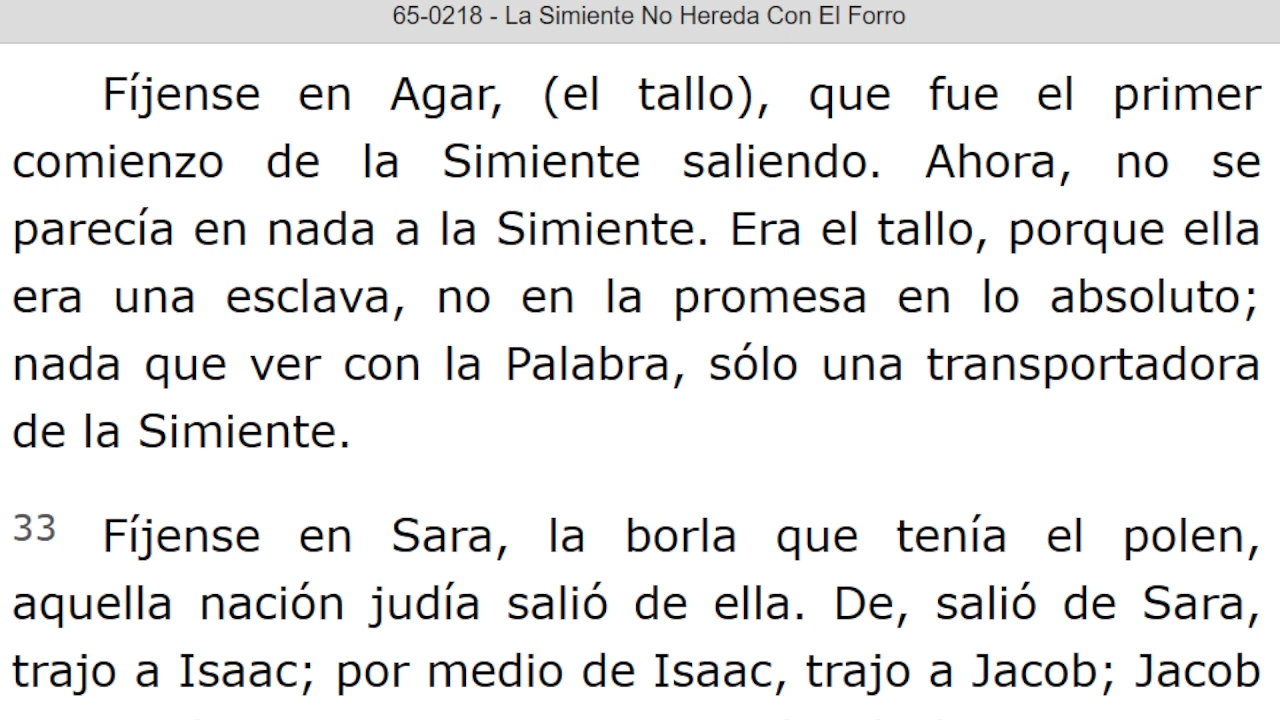 65-0218 - La Simiente No Hereda Con El Forro
Fíjense en Agar, (el tallo), que fue el primer
comienzo de la Simiente saliendo. Ahora, no se
parecía en nada a la Simiente. Era el tallo, porque ella
era una esclava, no en la promesa en lo absoluto;
nada que ver con la Palabra, sólo una transportadora
de la Simiente.
33 Fíjense en Sara, la borla que tenía el polen,
aquella nación judía salió de ella. De, salió de Sara,
trajo a Isaac; por medio de Isaac, trajo a Jacob; Jacob